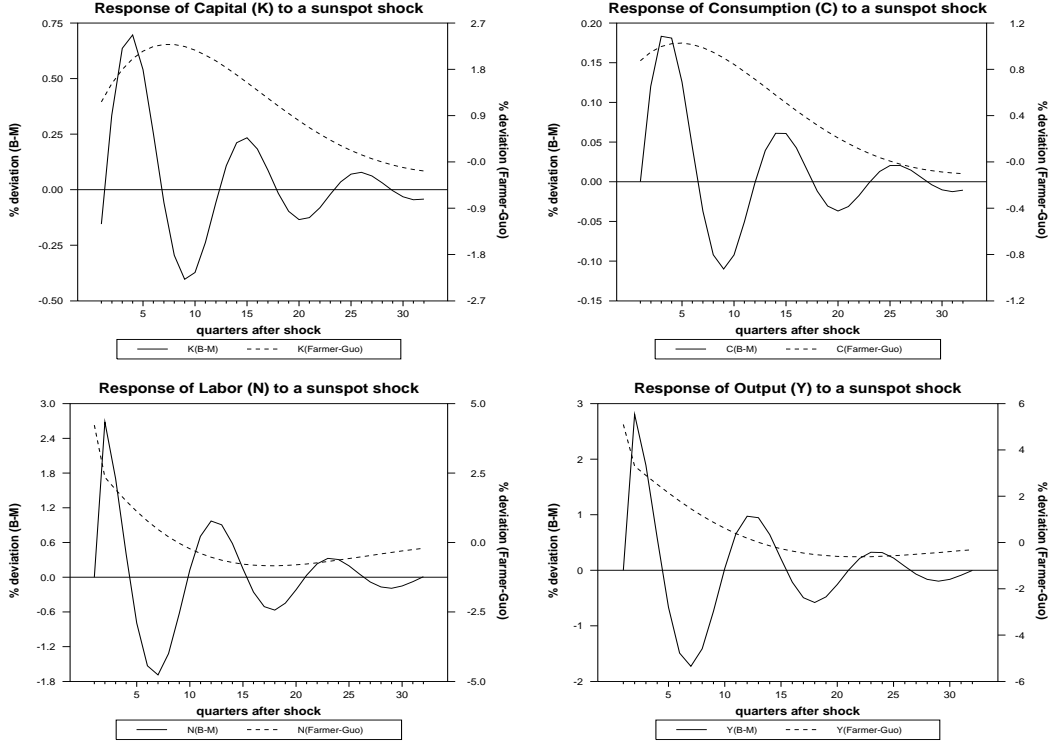 Response of Capital (K) to a sunspot shock
% deviation (B-M)
0.75
0.50
0.25
0.00
-0.25
-0.50
2.7
1.8
0.9
-0.0
-0.9
-1.8
-2.7
% deviation (Farmer-Guo)
5 10 15 20 25 30
quarters after shock
K(B-M) K(Farmer-Guo)
Response of Consumption (C) to a sunspot shock
% deviation (B-M)
0.20
0.15
0.10
0.05
0.00
-0.05
-0.10
-0.15
1.2
0.8
0.4
-0.0
-0.4
-0.8
-1.2
% deviation (Farmer-Guo)
5 10 15 20 25 30
quarters after shock
C(B-M) C(Farmer-Guo)
Response of Labor (N) to a sunspot shock
% deviation (B-M)
3.0
2.4
1.8
1.2
0.6
0.0
-0.6
-1.2
-1.8
5.0
2.5
-0.0
-2.5
-5.0
% deviation (Farmer-Guo)
5 10 15 20 25 30
quarters after shock
N(B-M) N(Farmer-Guo)
Response of Output (Y) to a sunspot shock
% deviation (B-M)
3
2
1
0
-1
-2
6
4
2
-0
-2
-4
-6
% deviation (Farmer-Guo)
5 10 15 20 25 30
quarters after shock
Y(B-M) Y(Farmer-Guo)